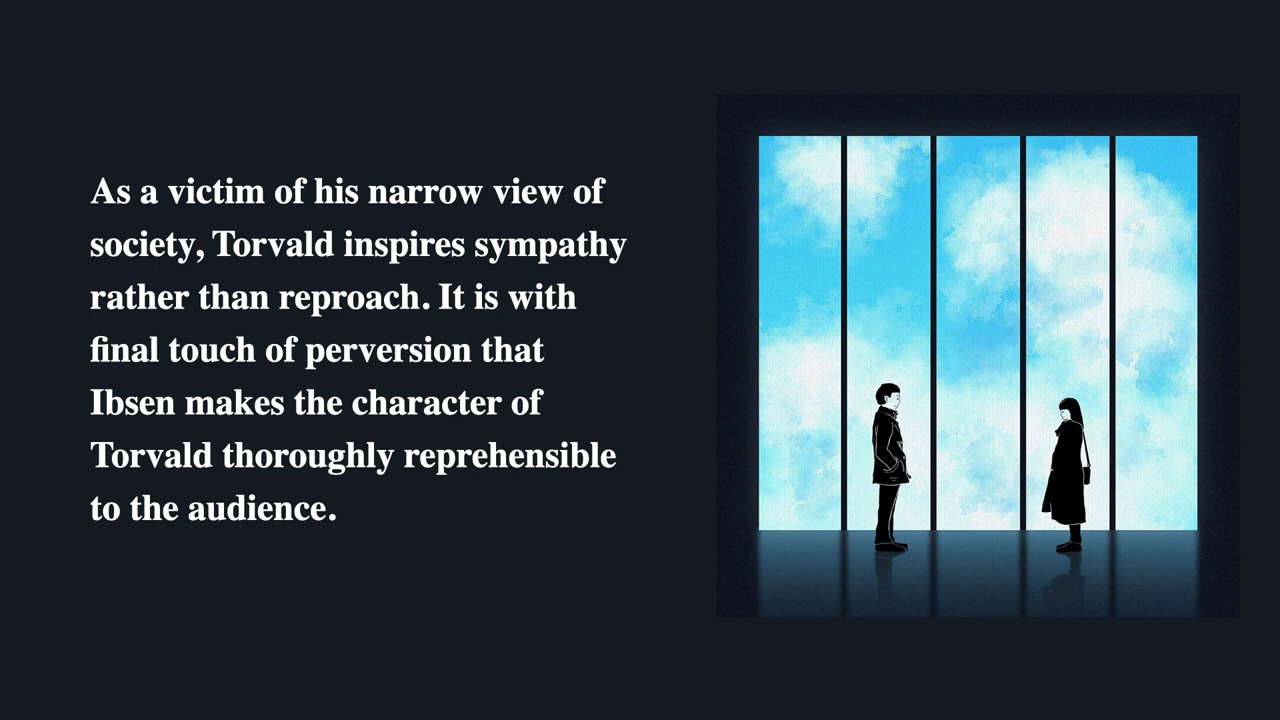 As a victim of his narrow view of
society, Torvald inspires sympathy
rather than reproach. It is with
final touch of perversion that
Ibsen makes the character of
Torvald thoroughly reprehensible
to the audience.